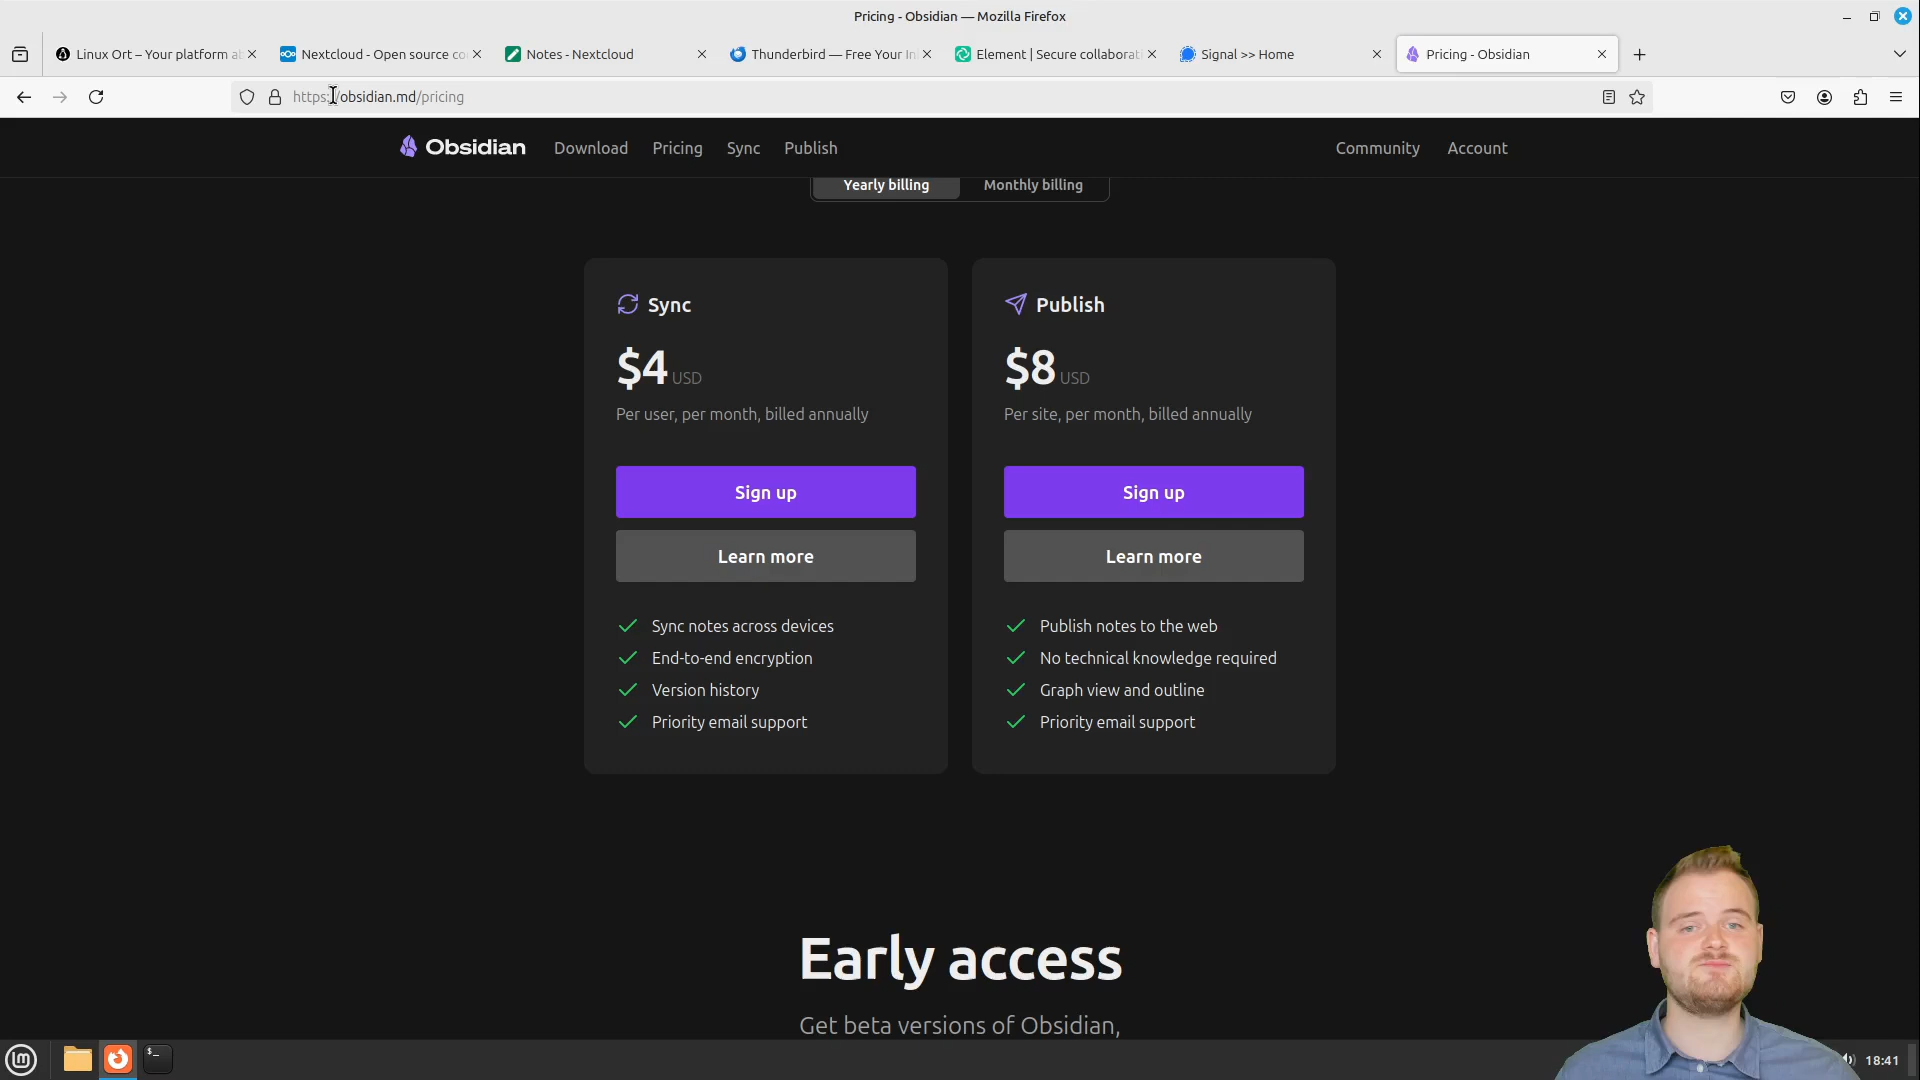 Pricing - Obsidian — Mozilla Firefox
Linux Ort – Your platform ab
Nextcloud - Open source co
Notes - Nextcloud
Thunderbird — Free Your In
Element | Secure collaborati
Signal >> Home
Pricing - Obsidian
https://obsidian.md/pricing
Obsidian Download Pricing Sync Publish Community Account
Yearly billing Monthly billing
Sync
$4 USD
Per user, per month, billed annually
Sign up
Learn more
Sync notes across devices
End-to-end encryption
Version history
Priority email support
Publish
$8 USD
Per site, per month, billed annually
Sign up
Learn more
Publish notes to the web
No technical knowledge required
Graph view and outline
Priority email support
Early access
Get beta versions of Obsidian,
18:41